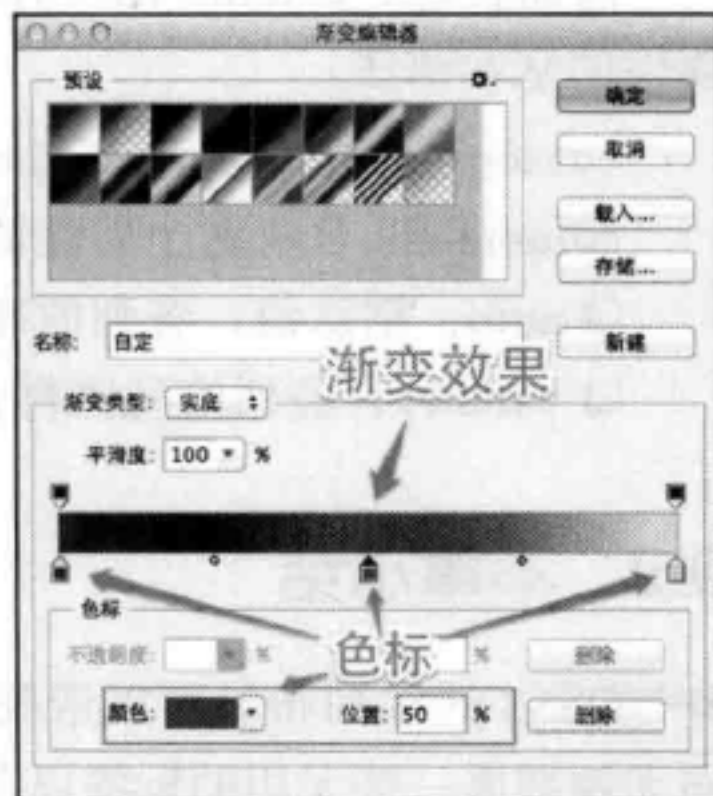 渐变编辑器
预设
确定
取消
载入...
存储...
名称: 自定
新建
渐变效果
渐变类型: 实底
平滑度: 100 %
色标
不透明度: % % 删除
色标
颜色: 位置: 50 % 删除